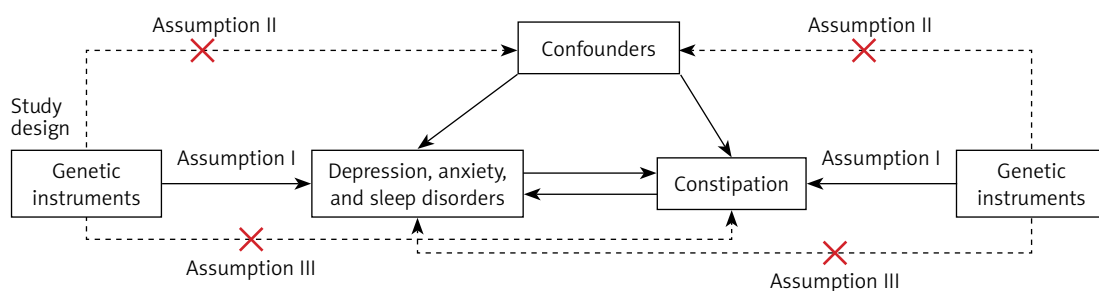 Assumption II
Assumption II
Confounders
Study
design
Genetic
instruments
Assumption I
Depression, anxiety,
and sleep disorders
Constipation
Assumption I
Genetic
instruments
Assumption III
Assumption III